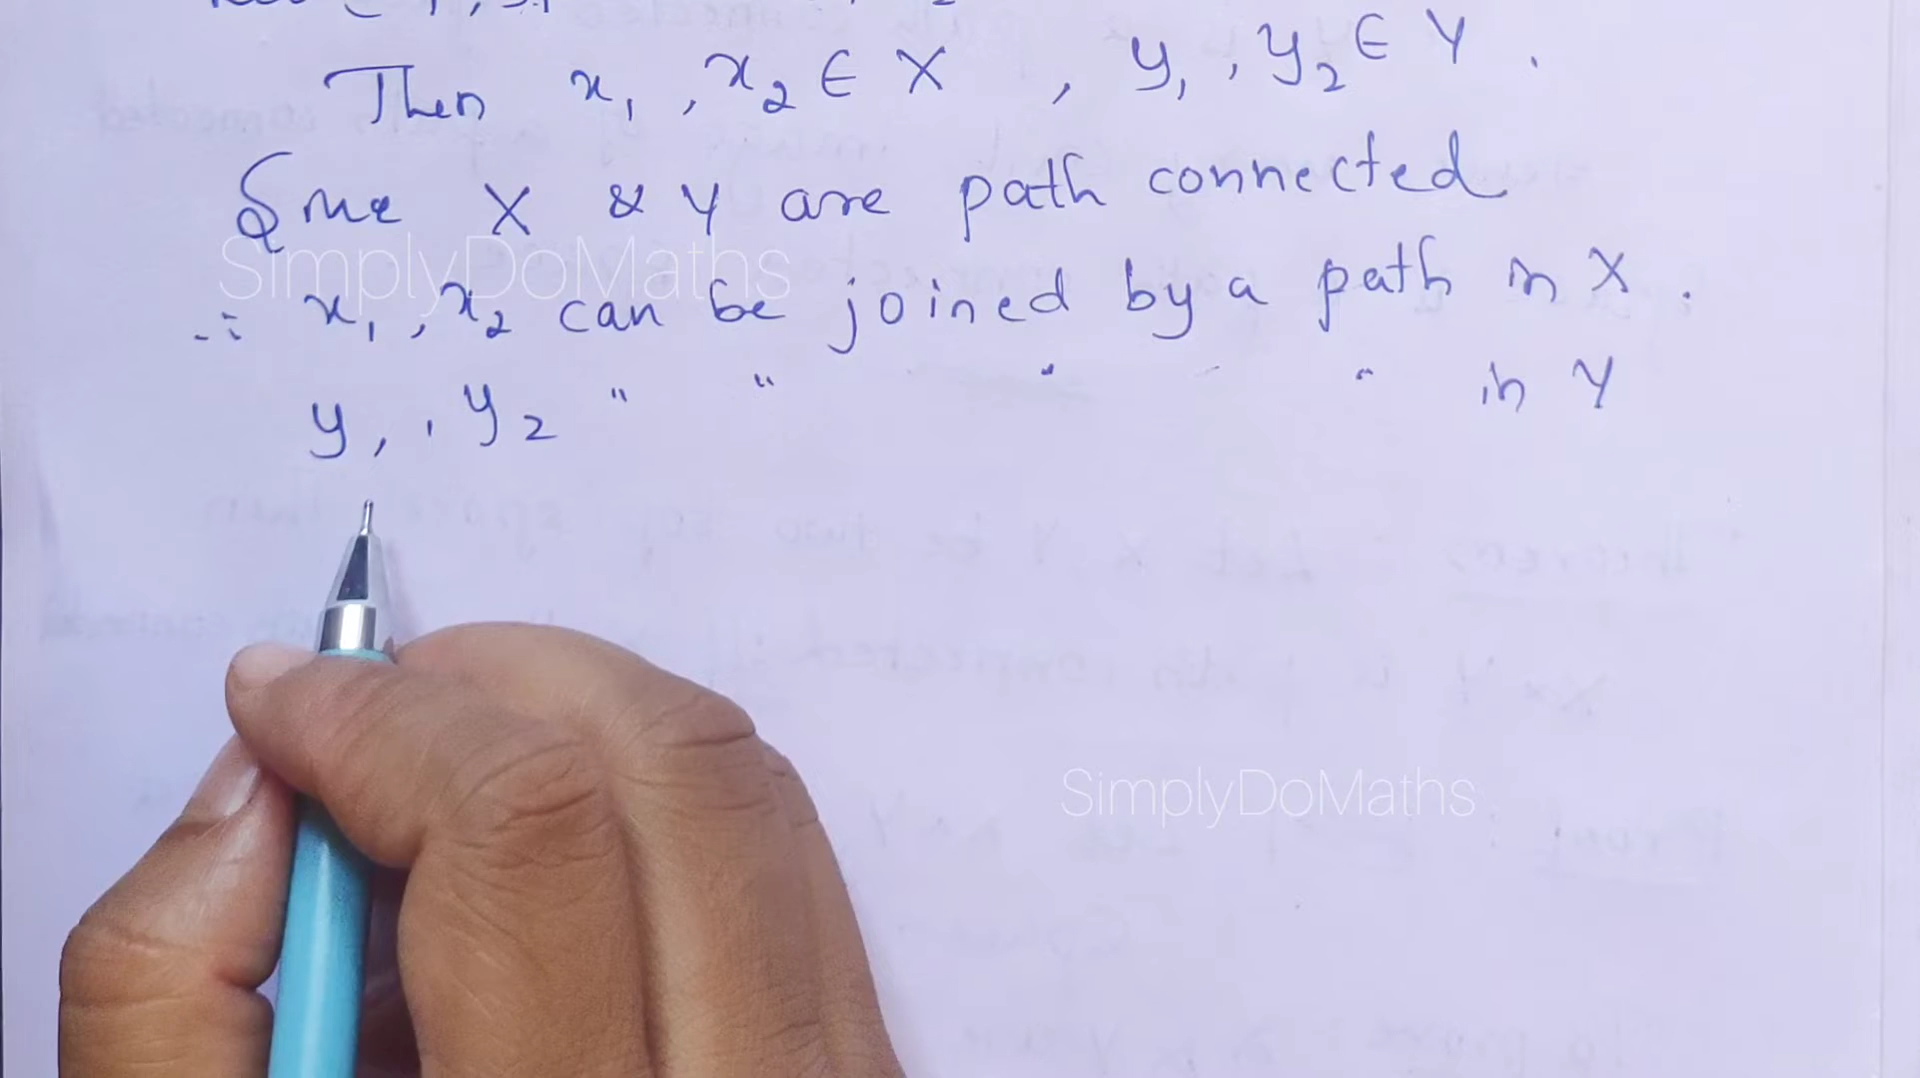 Then x₁, x₂ ∈ X , y₁, y₂ ∈ Y .
Since X & Y are path connected
SimplyDoMaths
∴ x₁, x₂ can be joined by a path in X .
y₁, y₂ " " " " " in Y
SimplyDoMaths